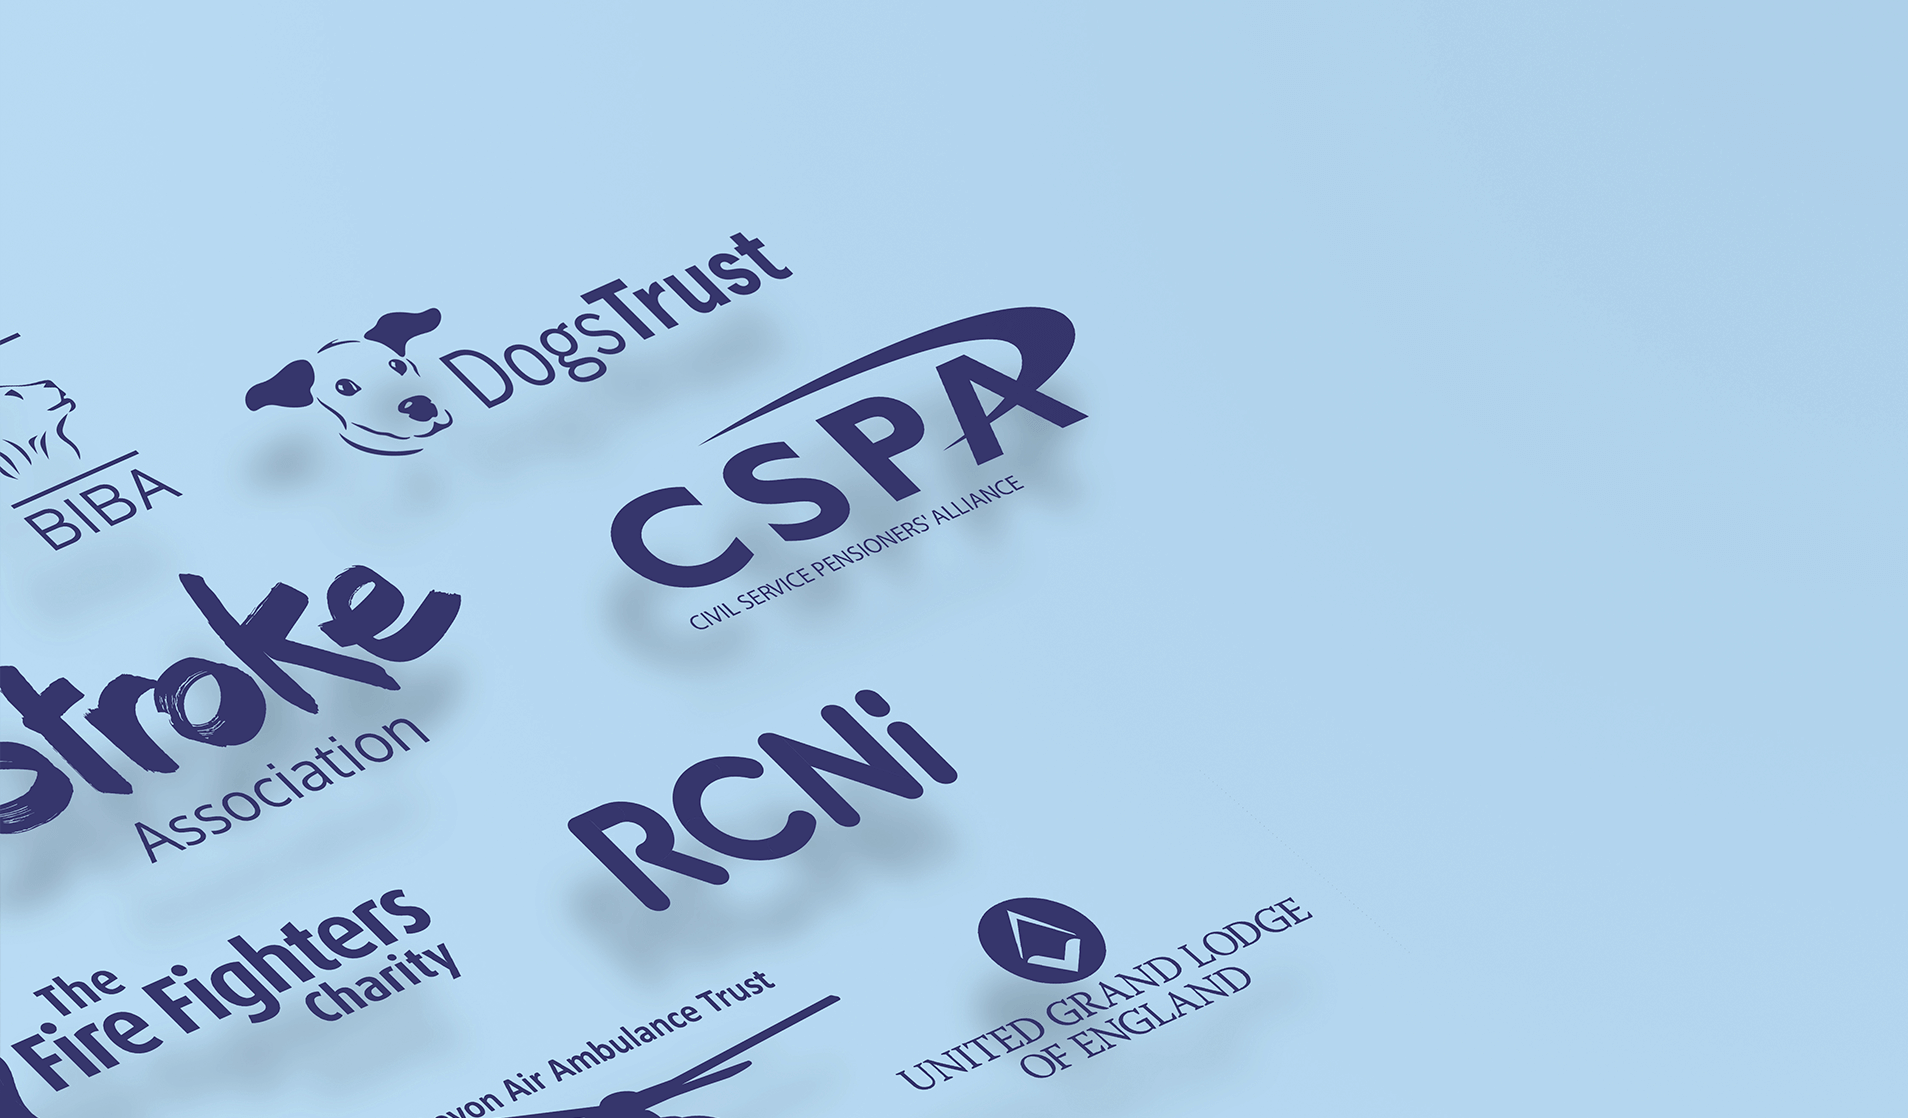 DogsTrust
CSPA
CIVIL SERVICE PENSIONERS' ALLIANCE
BIBA
Stroke
Association
RCNi
The
Fire Fighters
Charity
Air Ambulance Trust
UNITED GRAND LODGE
OF ENGLAND